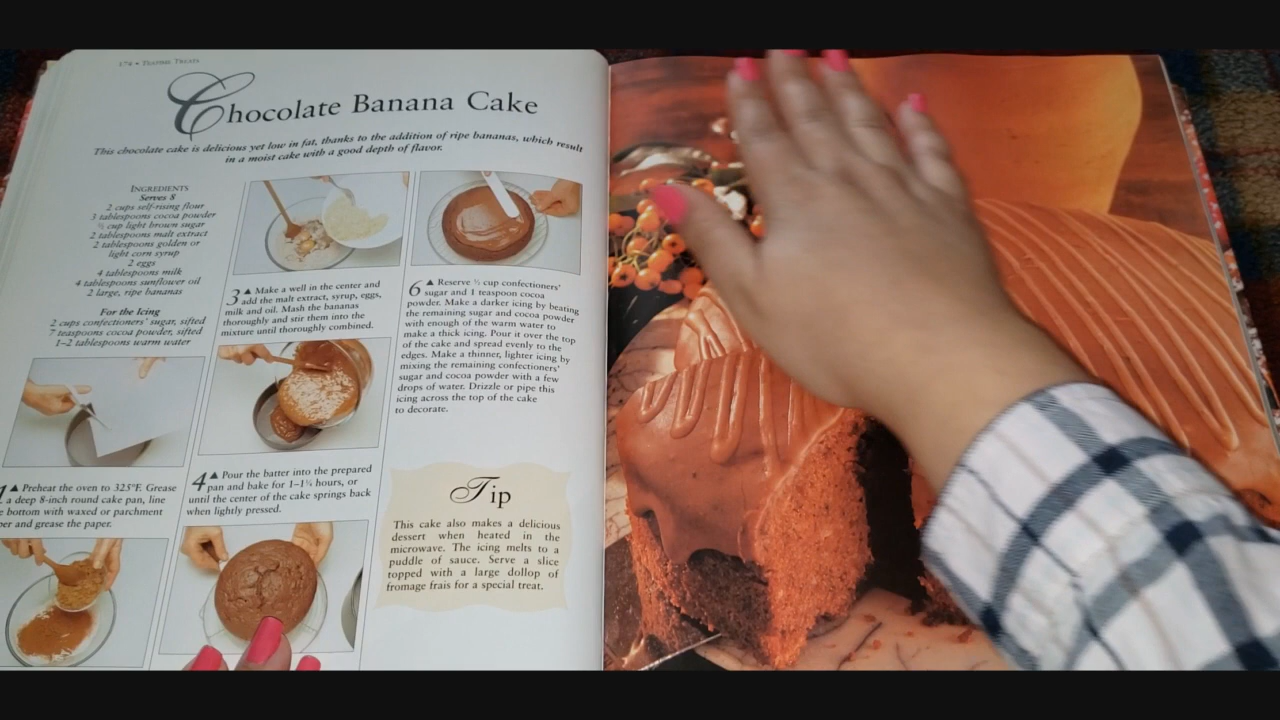 174 • Teatime Treats
Chocolate Banana Cake
This chocolate cake is delicious yet low in fat, thanks to the addition of ripe bananas, which result
in a moist cake with a good depth of flavor.
Ingredients
Serves 8
2 cups self-rising flour
3 tablespoons cocoa powder
cup light brown sugar
2 tablespoons malt extract
2 tablespoons golden or
light corn syrup
2 eggs
4 tablespoons milk
4 tablespoons sunflower oil
2 large, ripe bananas
For the Icing
2 cups confectioners' sugar, sifted
7 teaspoons cocoa powder, sifted
1–2 tablespoons warm water
1 ▲ Preheat the oven to 325°F. Grease
a deep 8-inch round cake pan, line
e bottom with waxed or parchment
per and grease the paper.
3 ▲ Make a well in the center and
add the malt extract, syrup, eggs,
milk and oil. Mash the bananas
thoroughly and stir them into the
mixture until thoroughly combined.
4 ▲ Pour the batter into the prepared
pan and bake for hours, or
until the center of the cake springs back
when lightly pressed.
6 ▲ Reserve cup confectioners'
sugar and 1 teaspoon cocoa
powder. Make a darker icing by beating
the remaining sugar and cocoa powder
with enough of the warm water to
make a thick icing. Pour it over the top
of the cake and spread evenly to the
edges. Make a thinner, lighter icing by
mixing the remaining confectioners'
sugar and cocoa powder with a few
drops of water. Drizzle or pipe this
icing across the top of the cake
to decorate.
Tip
This cake also makes a delicious
dessert when heated in the
microwave. The icing melts to a
puddle of sauce. Serve a slice
topped with a large dollop of
fromage frais for a special treat.